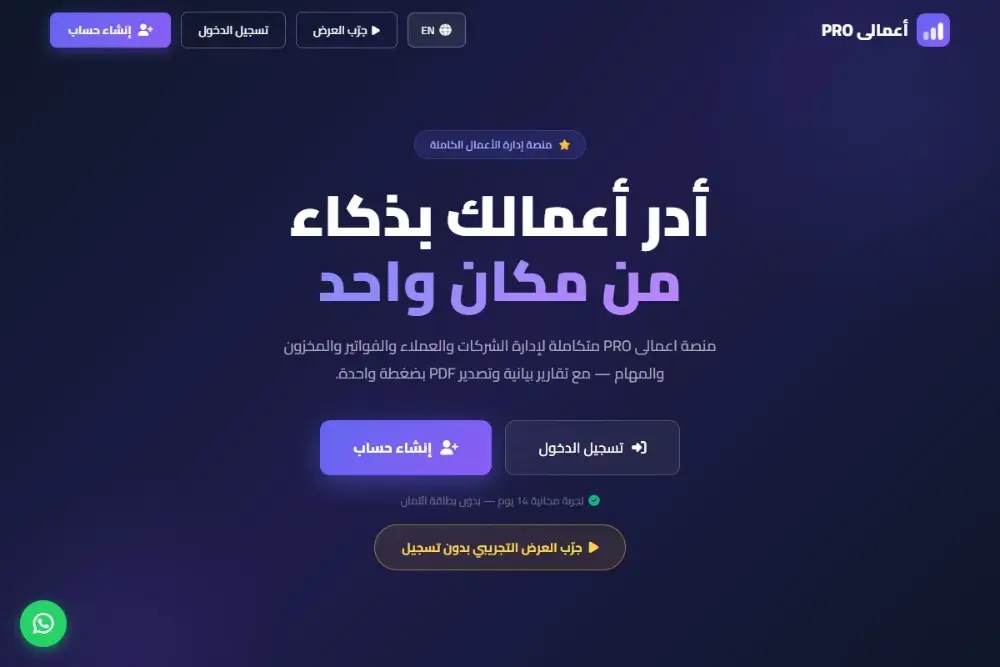 أعمالى PRO
EN
جرّب العرض
تسجيل الدخول
إنشاء حساب
منصة إدارة الأعمال الكاملة
أدر أعمالك بذكاء
من مكان واحد
منصة اعمالى PRO متكاملة لإدارة الشركات والعملاء والفواتير والمخزون
والمهام — مع تقارير بيانية وتصدير PDF بضغطة واحدة.
تسجيل الدخول
إنشاء حساب
تجربة مجانية 14 يوم — بدون بطاقة ائتمان
جرّب العرض التجريبي بدون تسجيل